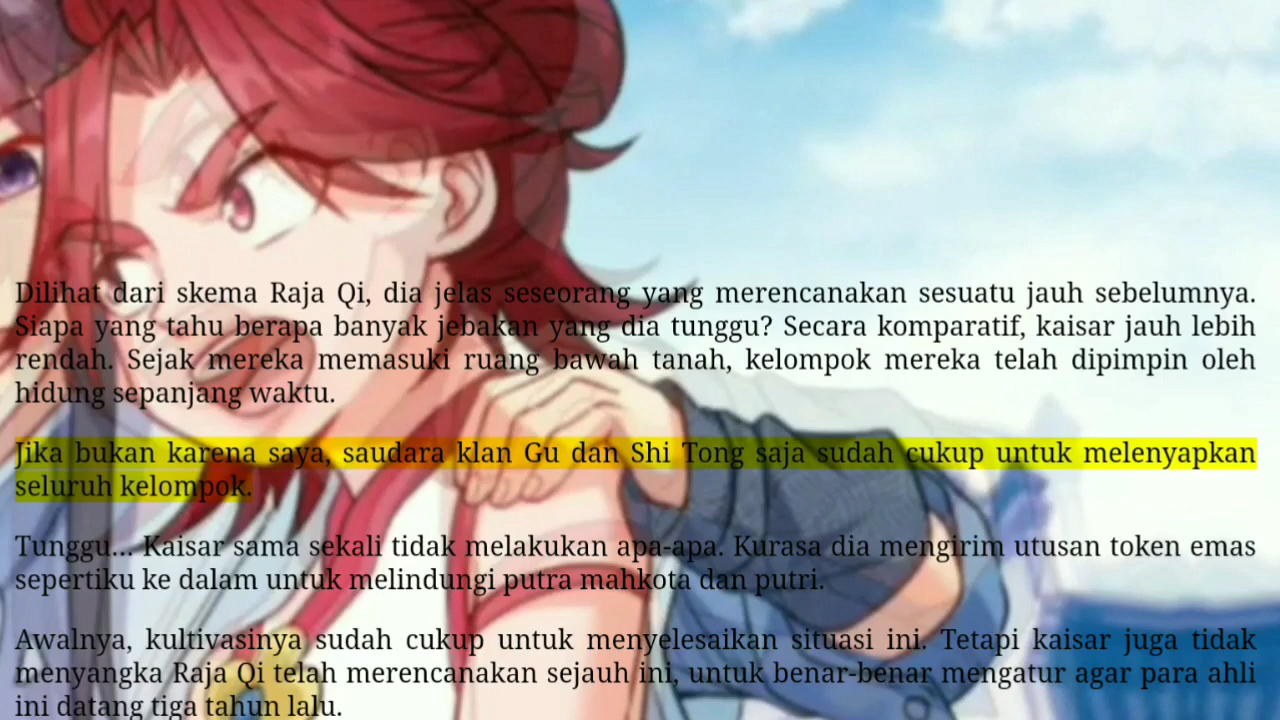 Dilihat dari skema Raja Qi, dia jelas seseorang yang merencanakan sesuatu jauh sebelumnya.
Siapa yang tahu berapa banyak jebakan yang dia tunggu? Secara komparatif, kaisar jauh lebih
rendah. Sejak mereka memasuki ruang bawah tanah, kelompok mereka telah dipimpin oleh
hidung sepanjang waktu.
Jika bukan karena saya, saudara klan Gu dan Shi Tong saja sudah cukup untuk melenyapkan
seluruh kelompok.
Tunggu... Kaisar sama sekali tidak melakukan apa-apa. Kurasa dia mengirim utusan token emas
sepertiku ke dalam untuk melindungi putra mahkota dan putri.
Awalnya, kultivasinya sudah cukup untuk menyelesaikan situasi ini. Tetapi kaisar juga tidak
menyangka Raja Qi telah merencanakan sejauh ini, untuk benar-benar mengatur agar para ahli
ini datang tiga tahun lalu.